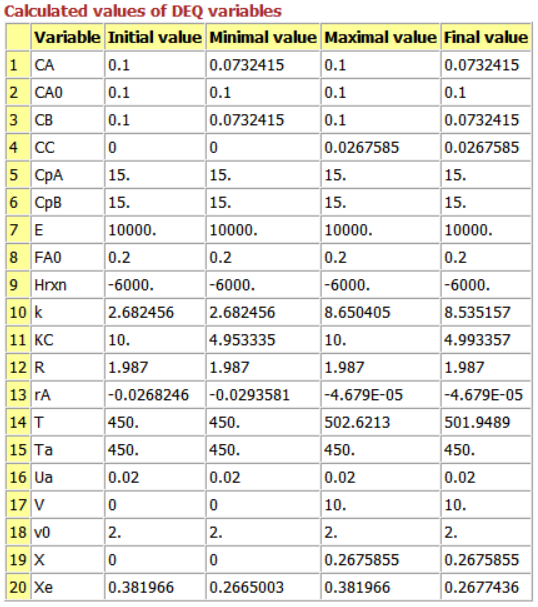 Calculated values of DEQ variables
Variable Initial value Minimal value Maximal value Final value
1 CA 0.1 0.0732415 0.1 0.0732415
2 CA0 0.1 0.1 0.1 0.1
3 CB 0.1 0.0732415 0.1 0.0732415
4 CC 0 0 0.0267585 0.0267585
5 CpA 15. 15. 15. 15.
6 CpB 15. 15. 15. 15.
7 E 10000. 10000. 10000. 10000.
8 FA0 0.2 0.2 0.2 0.2
9 Hrxn -6000. -6000. -6000. -6000.
10 k 2.682456 2.682456 8.650405 8.535157
11 KC 10. 4.953335 10. 4.993357
12 R 1.987 1.987 1.987 1.987
13 rA -0.0268246 -0.0293581 -4.679E-05 -4.679E-05
14 T 450. 450. 502.6213 501.9489
15 Ta 450. 450. 450. 450.
16 Ua 0.02 0.02 0.02 0.02
17 V 0 0 10. 10.
18 v0 2. 2. 2. 2.
19 X 0 0 0.2675855 0.2675855
20 Xe 0.381966 0.2665003 0.381966 0.2677436